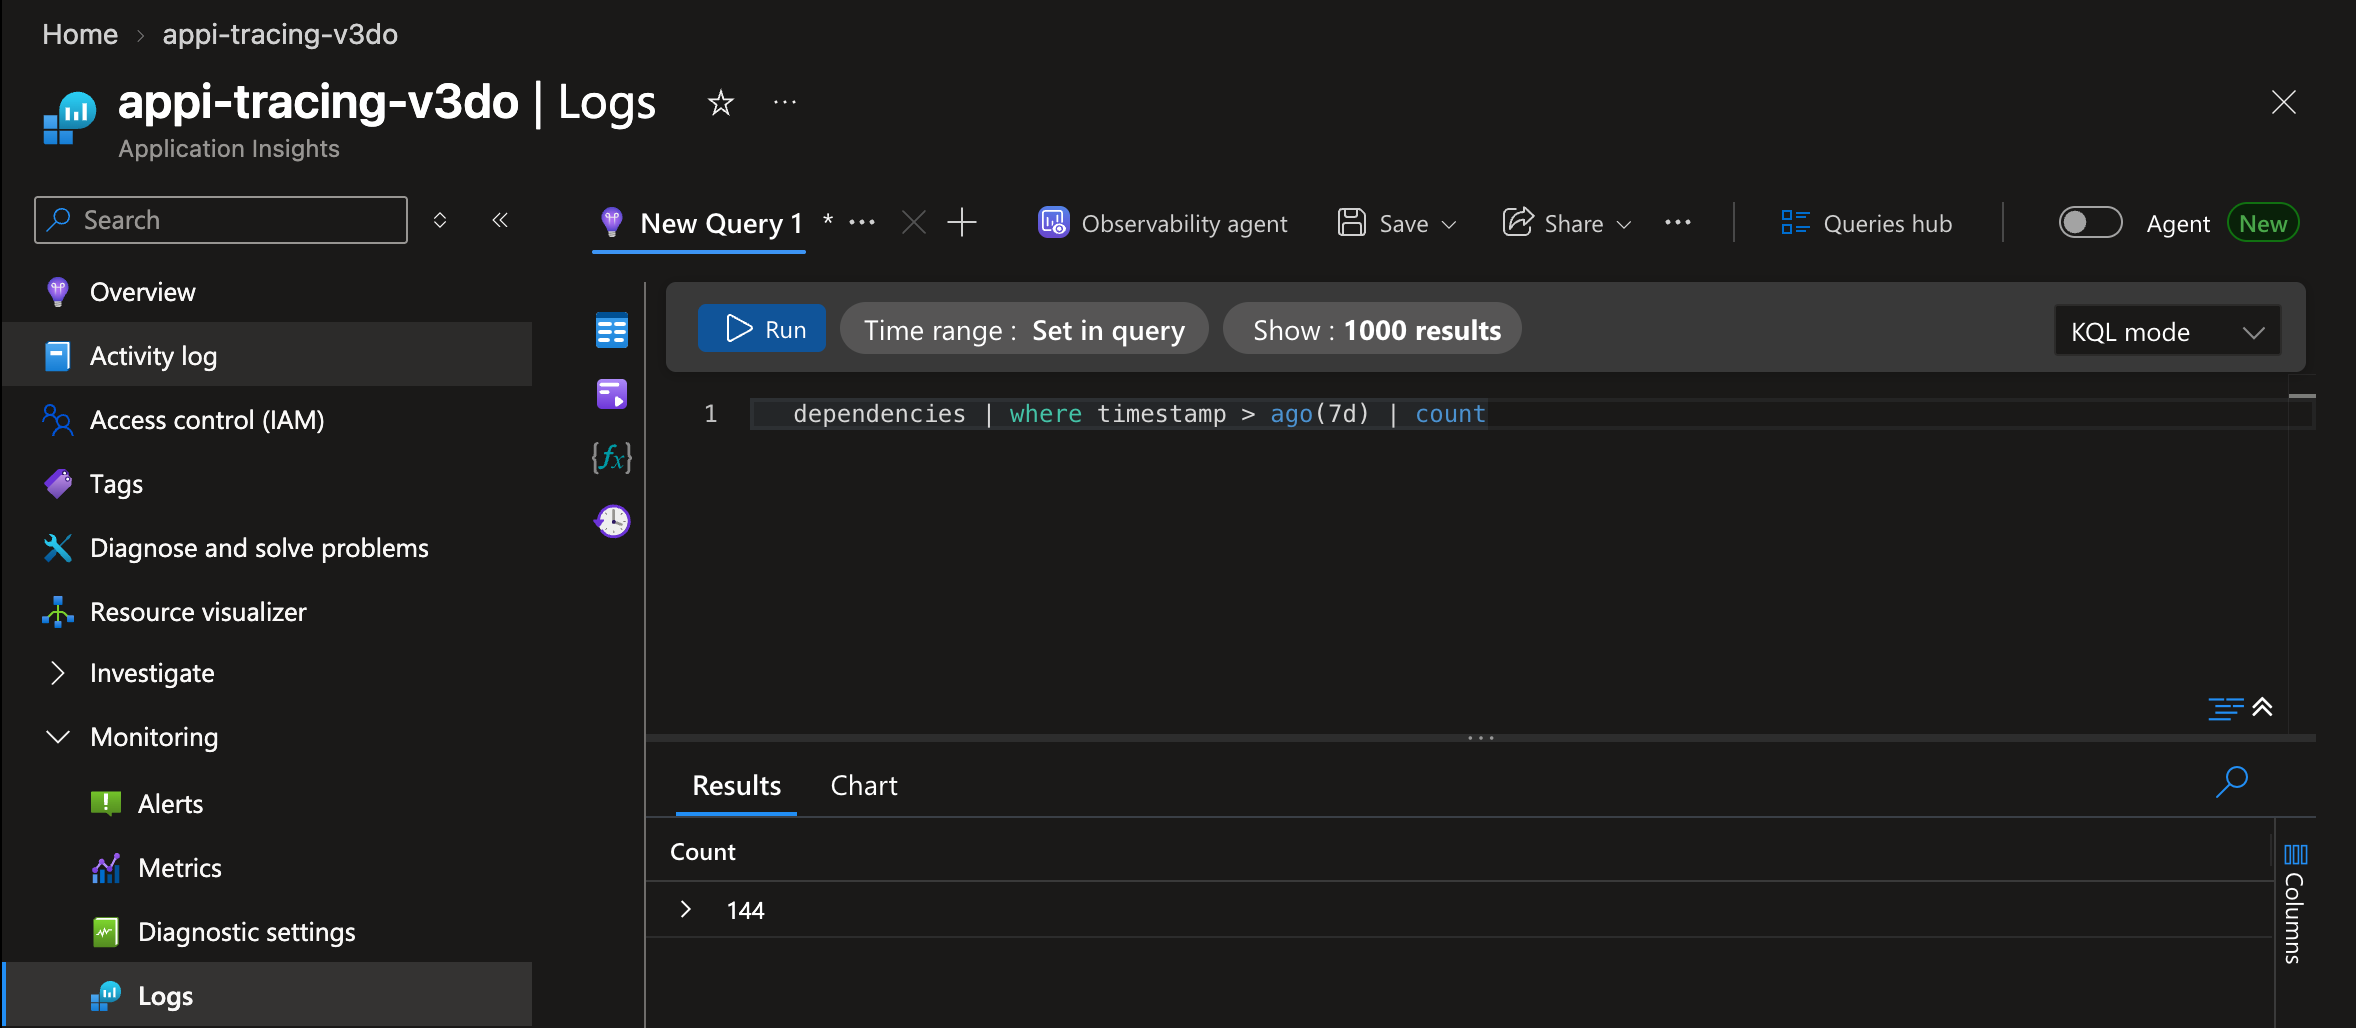 Home > appi-tracing-v3do
appi-tracing-v3do | Logs
Application Insights
Search
Overview
Activity log
Access control (IAM)
Tags
Diagnose and solve problems
Resource visualizer
Investigate
Monitoring
Alerts
Metrics
Diagnostic settings
Logs
New Query 1 *
Observability agent
Save
Share
Queries hub
Agent
New
Run
Time range : Set in query
Show : 1000 results
KQL mode
1 dependencies | where timestamp > ago(7d) | count
Results
Chart
Count
144
Columns